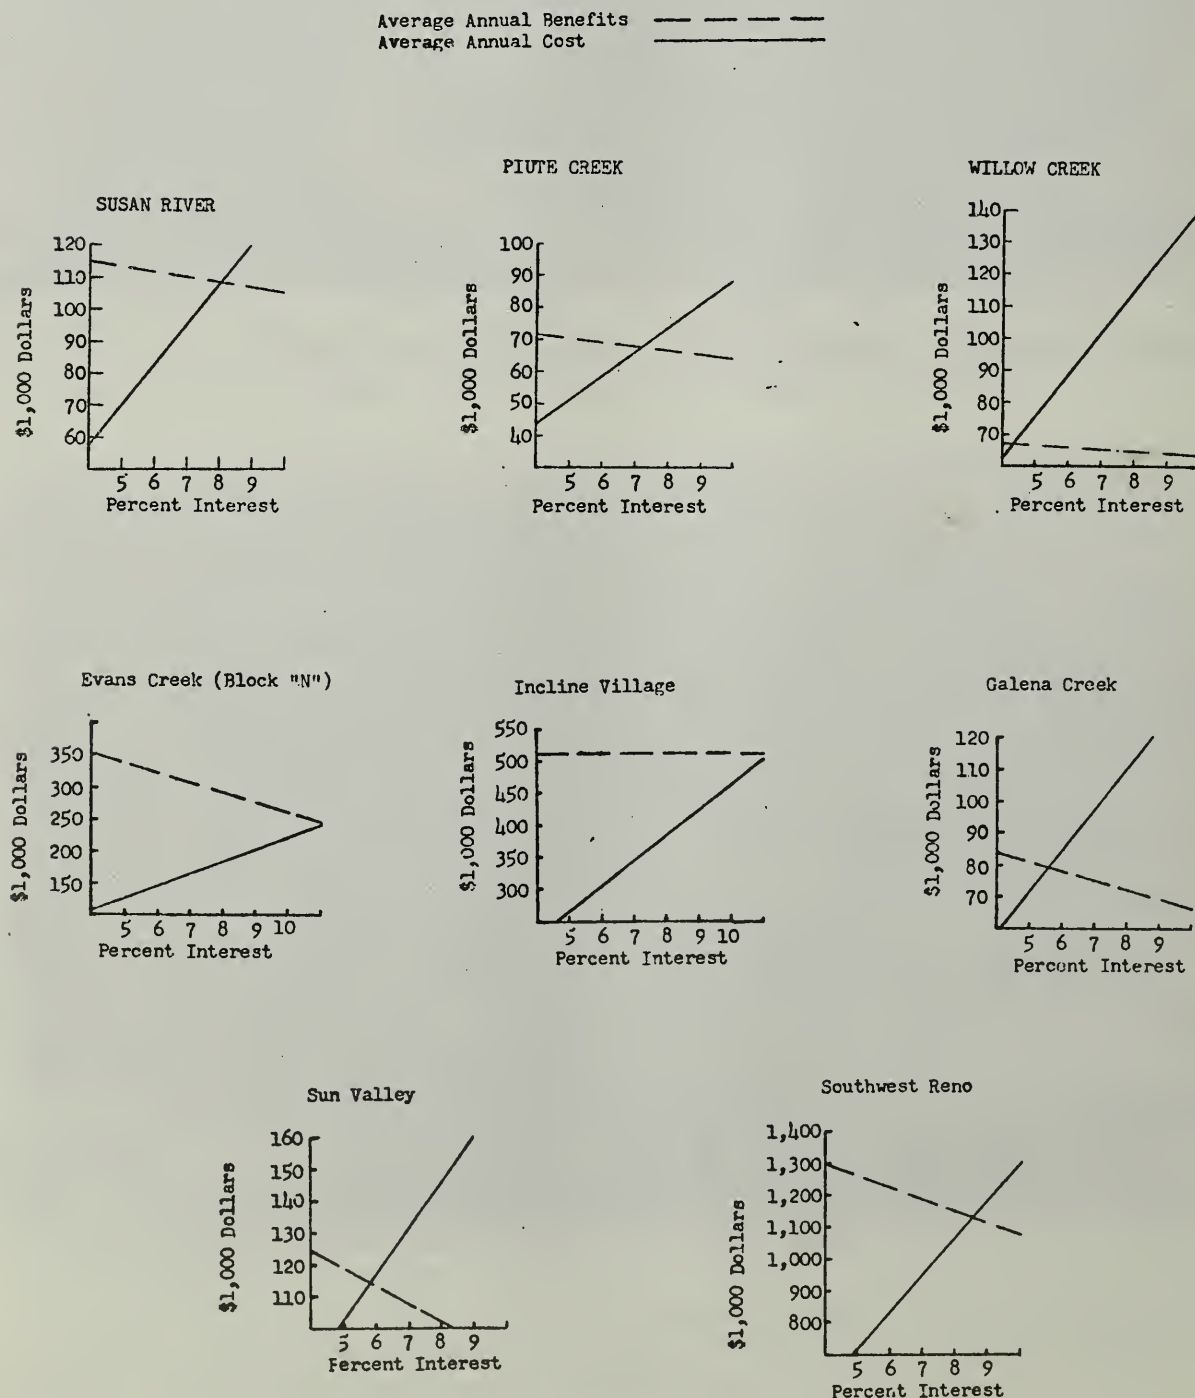 Average Annual Benefits
Average Annual Cost
PIUTE CREEK
WILLOW CREEK
SUSAN RIVER
$1,000 Dollars
120
110
100
90
80
70
60
5 6 7 8 9
Percent Interest
$1,000 Dollars
100
90
80
70
60
50
40
5 6 7 8 9
Percent Interest
$1,000 Dollars
140
130
120
110
100
90
80
70
5 6 7 8 9
Percent Interest
Evans Creek (Block "N")
$1,000 Dollars
350
300
250
200
150
5 6 7 8 9 10
Percent Interest
Incline Village
$1,000 Dollars
550
500
450
400
350
300
5 6 7 8 9 10
Percent Interest
Galena Creek
$1,000 Dollars
120
110
100
90
80
70
5 6 7 8 9
Percent Interest
Sun Valley
$1,000 Dollars
160
150
140
130
120
110
5 6 7 8 9
Percent Interest
Southwest Reno
$1,000 Dollars
1,400
1,300
1,200
1,100
1,000
900
800
5 6 7 8 9
Percent Interest